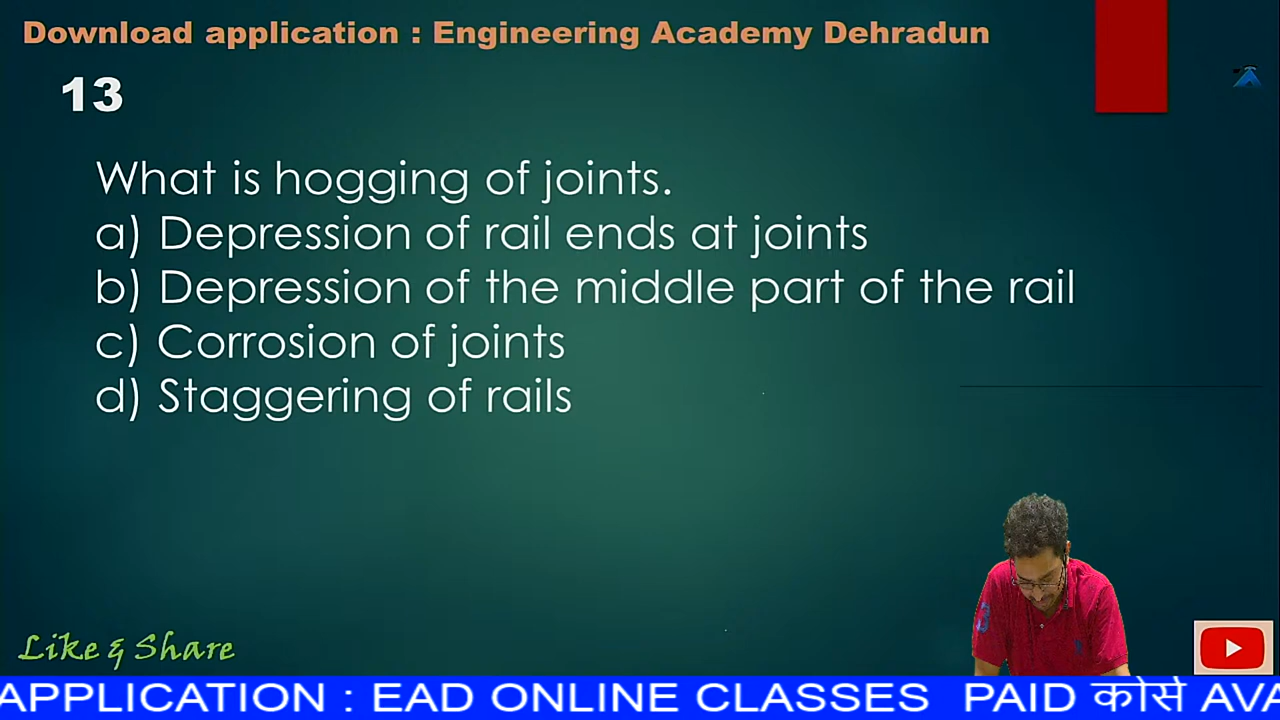 Download application : Engineering Academy Dehradun
13
What is hogging of joints.
a) Depression of rail ends at joints
b) Depression of the middle part of the rail
c) Corrosion of joints
d) Staggering of rails
Like & Share
APPLICATION : EAD ONLINE CLASSES PAID कोर्स AVA